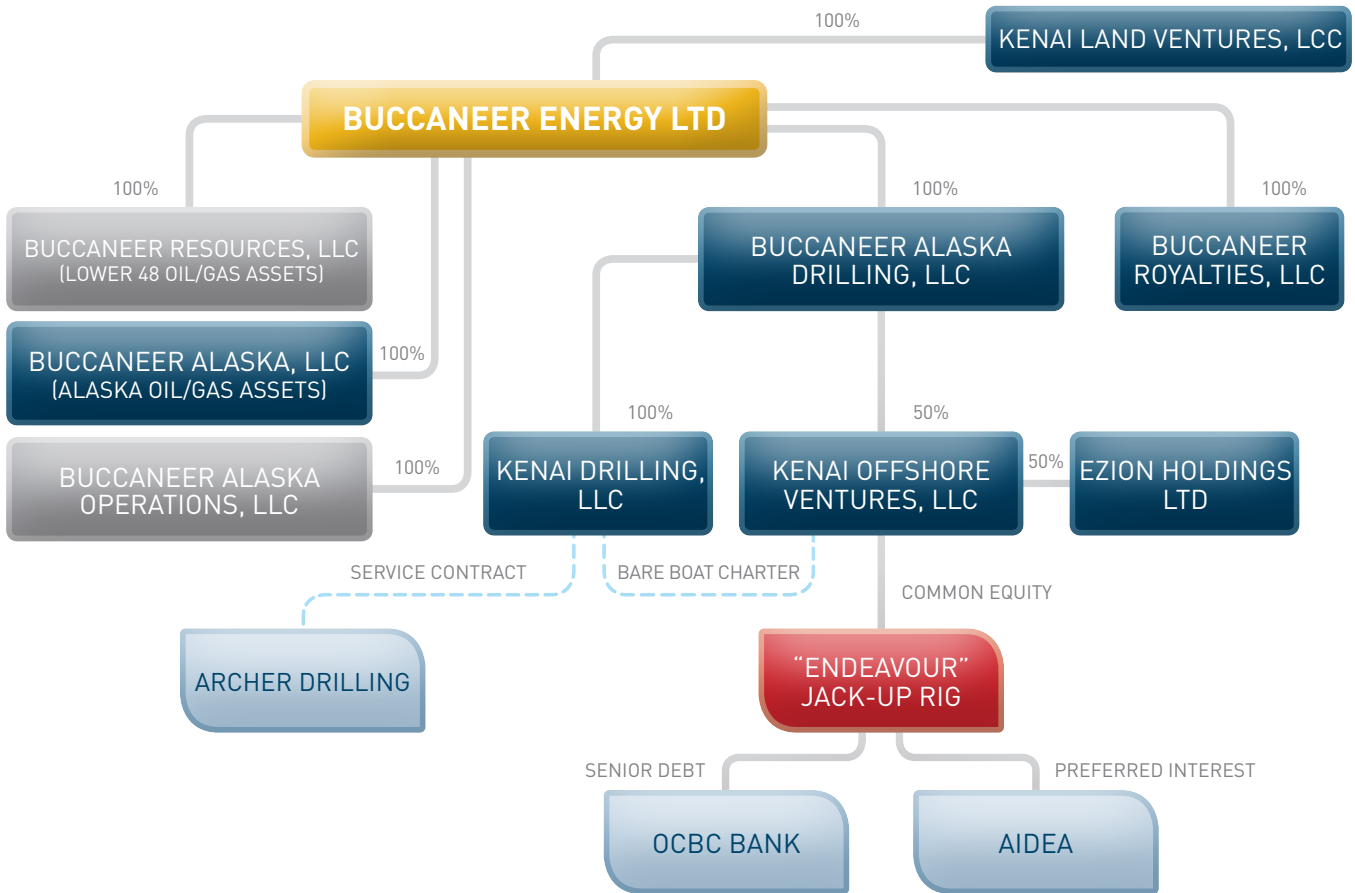 100%
KENAI LAND VENTURES, LCC
BUCCANEER ENERGY LTD
100%
100%
100%
BUCCANEER RESOURCES, LLC
(LOWER 48 OIL/GAS ASSETS)
BUCCANEER ALASKA
DRILLING, LLC
BUCCANEER
ROYALTIES, LLC
BUCCANEER ALASKA, LLC
(ALASKA OIL/GAS ASSETS)
100%
100%
50%
BUCCANEER ALASKA
OPERATIONS, LLC
100%
KENAI DRILLING,
LLC
KENAI OFFSHORE
VENTURES, LLC
50%
EZION HOLDINGS
LTD
SERVICE CONTRACT
BARE BOAT CHARTER
COMMON EQUITY
ARCHER DRILLING
“ENDEAVOUR”
JACK-UP RIG
SENIOR DEBT
PREFERRED INTEREST
OCBC BANK
AIDEA